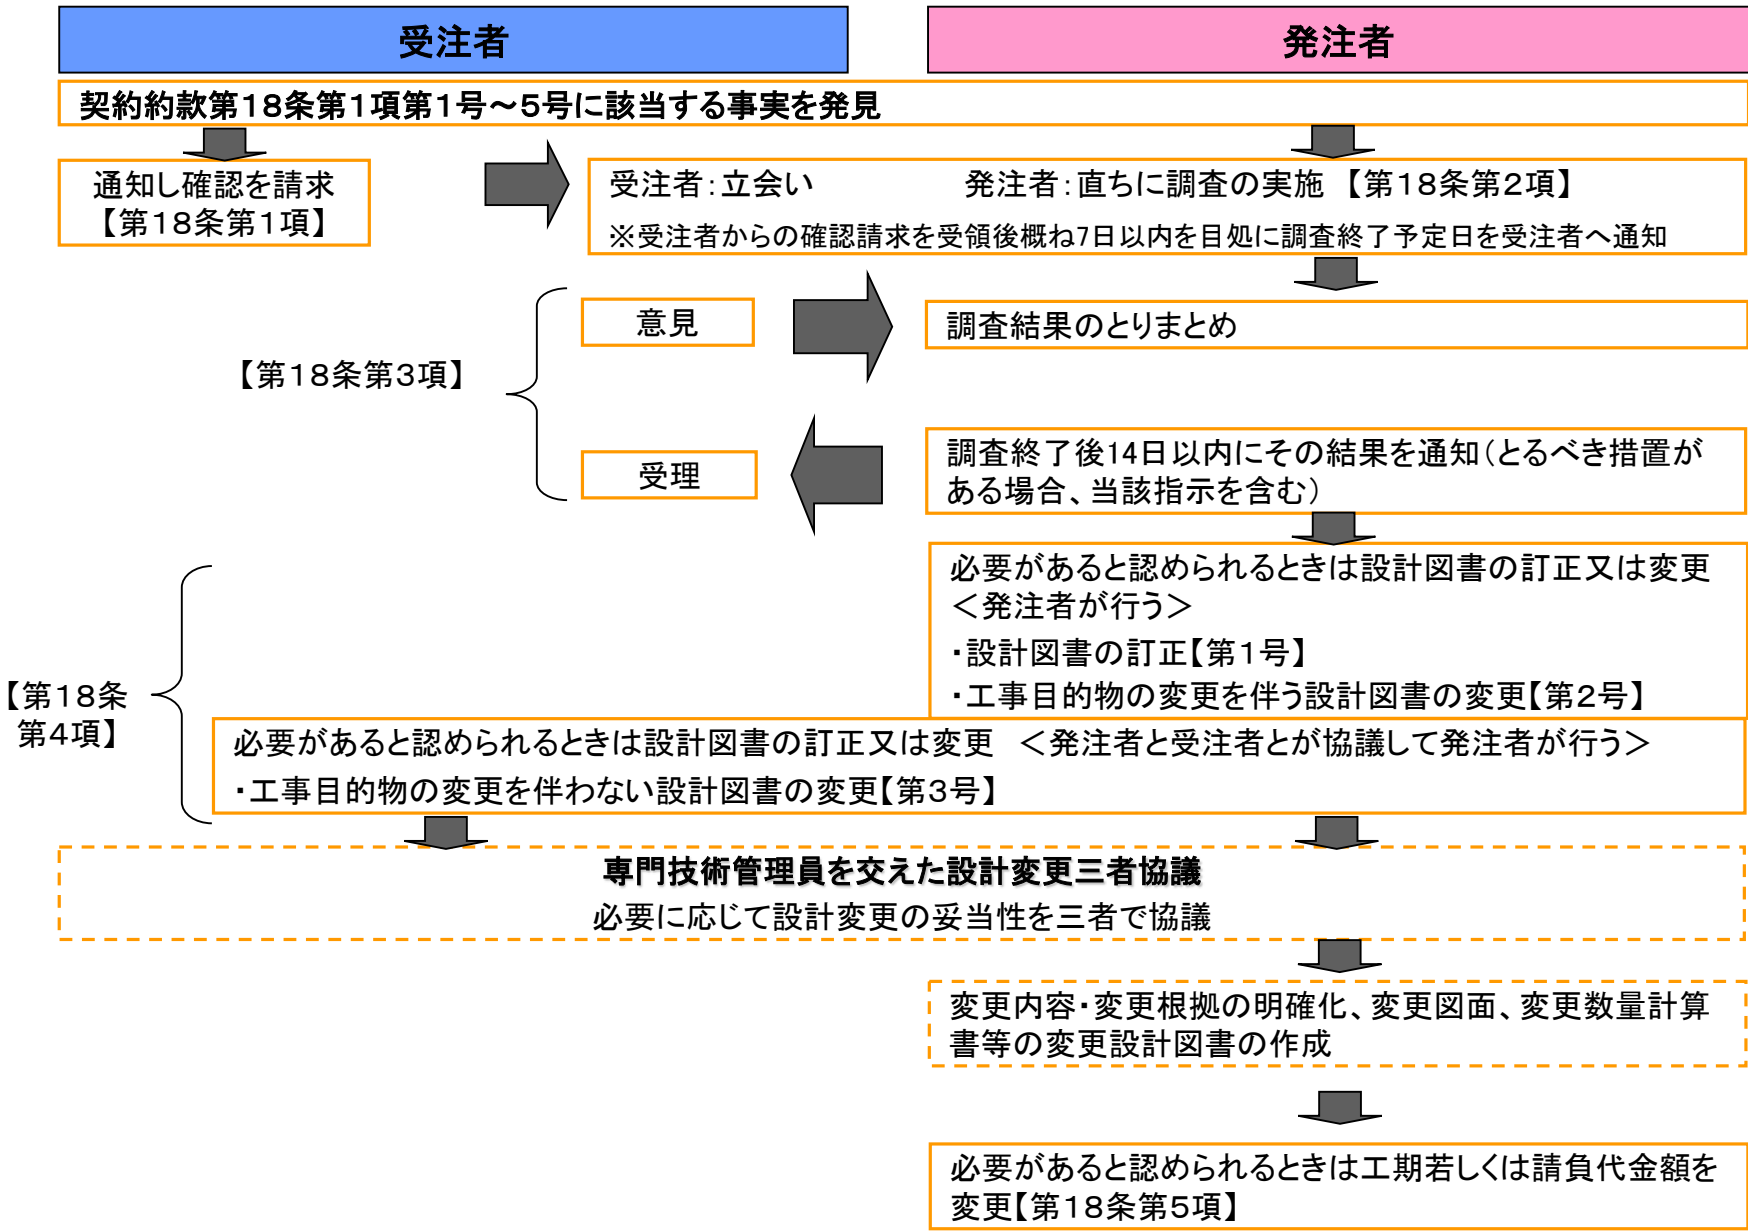 受注者
発注者
契約約款第18条第1項第1号～5号に該当する事実を発見
通知し確認を請求
【第18条第1項】
受注者：立会い　発注者：直ちに調査の実施 【第18条第2項】
※受注者からの確認請求を受領後概ね7日以内を目処に調査終了予定日を受注者へ通知
意見
調査結果のとりまとめ
【第18条第3項】
受理
調査終了後14日以内にその結果を通知（とるべき措置が
ある場合、当該指示を含む）
必要があると認められるときは設計図書の訂正又は変更
＜発注者が行う＞
・設計図書の訂正【第1号】
・工事目的物の変更を伴う設計図書の変更【第2号】
【第18条
第4項】
必要があると認められるときは設計図書の訂正又は変更　＜発注者と受注者とが協議して発注者が行う＞
・工事目的物の変更を伴わない設計図書の変更【第3号】
専門技術管理員を交えた設計変更三者協議
必要に応じて設計変更の妥当性を三者で協議
変更内容・変更根拠の明確化、変更図面、変更数量計算
書等の変更設計図書の作成
必要があると認められるときは工期若しくは請負代金額を
変更【第18条第5項】